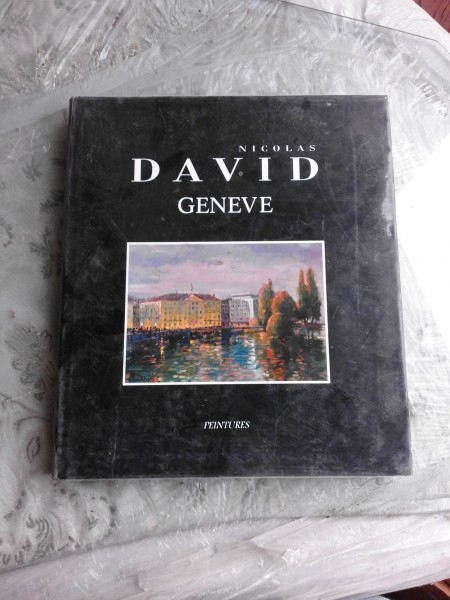 NICOLAS
DAVID
GENEVE
PEINTURES